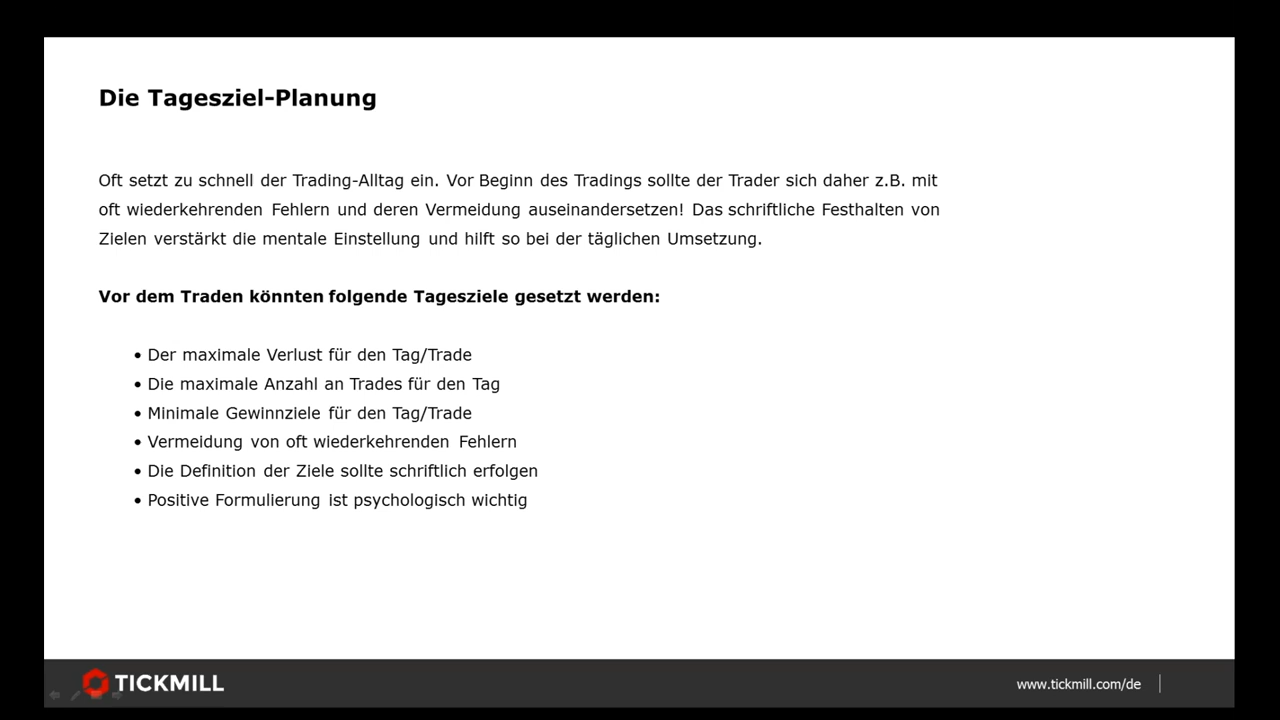 Die Tagesziel-Planung
Oft setzt zu schnell der Trading-Alltag ein. Vor Beginn des Tradings sollte der Trader sich daher z.B. mit
oft wiederkehrenden Fehlern und deren Vermeidung auseinandersetzen! Das schriftliche Festhalten von
Zielen verstärkt die mentale Einstellung und hilft so bei der täglichen Umsetzung.
Vor dem Traden könnten folgende Tagesziele gesetzt werden:
• Der maximale Verlust für den Tag/Trade
• Die maximale Anzahl an Trades für den Tag
• Minimale Gewinnziele für den Tag/Trade
• Vermeidung von oft wiederkehrenden Fehlern
• Die Definition der Ziele sollte schriftlich erfolgen
• Positive Formulierung ist psychologisch wichtig
TICKMILL
www.tickmill.com/de